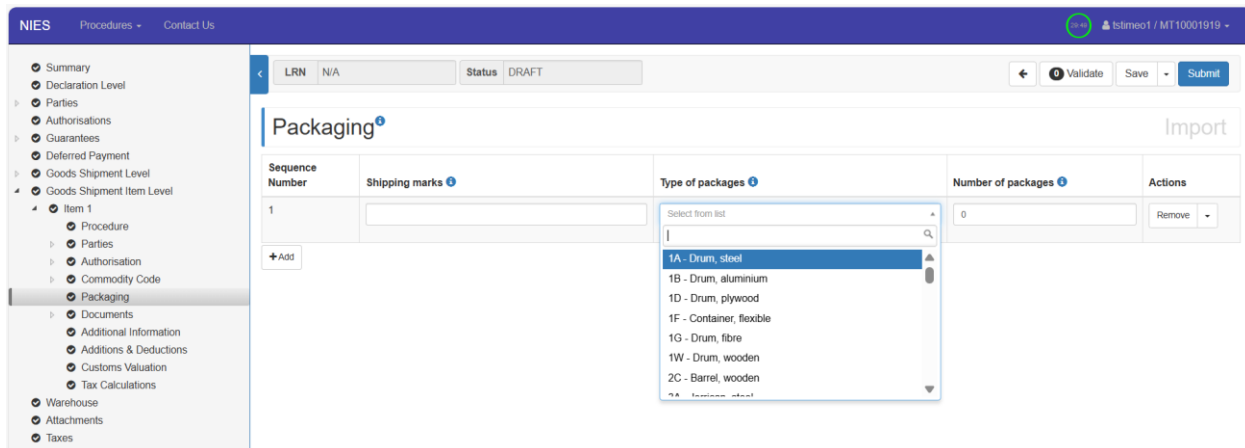 NIES Procedures Contact Us tstimeo1 / MT10001919
Summary
Declaration Level
Parties
Authorisations
Guarantees
Deferred Payment
Goods Shipment Level
Goods Shipment Item Level
Item 1
Procedure
Parties
Authorisation
Commodity Code
Packaging
Documents
Additional Information
Additions & Deductions
Customs Valuation
Tax Calculations
Warehouse
Attachments
Taxes
LRN N/A Status DRAFT 0 Validate Save Submit
Packaging Import
Sequence Number Shipping marks Type of packages Number of packages Actions
1 Select from list 0 Remove
+ Add
1A - Drum, steel
1B - Drum, aluminium
1D - Drum, plywood
1F - Container, flexible
1G - Drum, fibre
1W - Drum, wooden
2C - Barrel, wooden